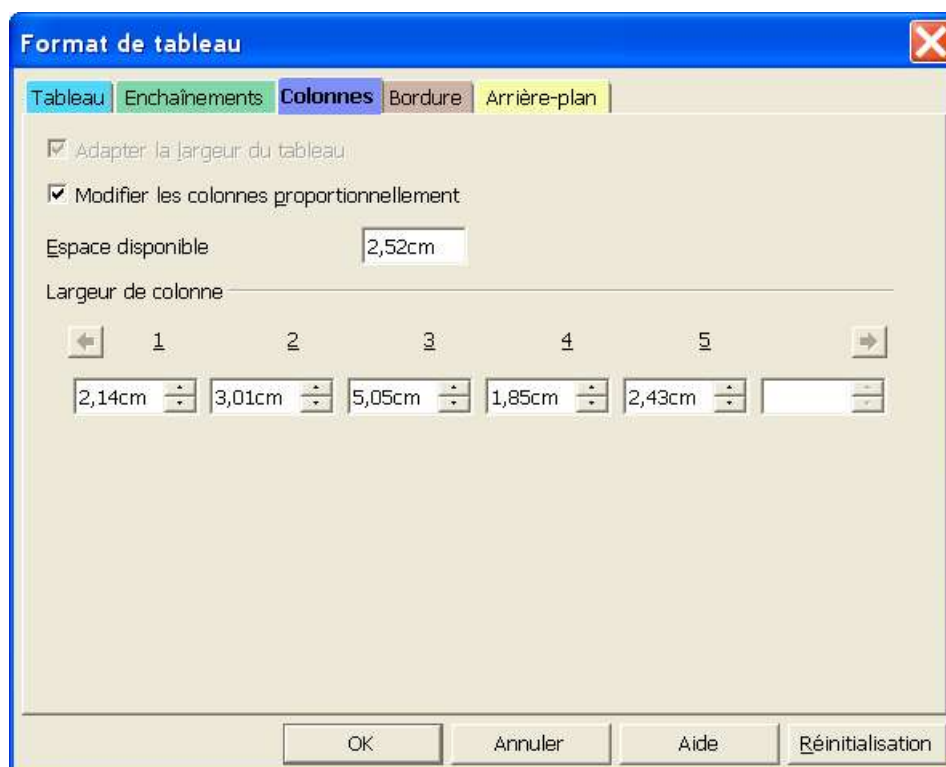 Format de tableau
Tableau Enchaînements Colonnes Bordure Arrière-plan
Adapter la largeur du tableau
Modifier les colonnes proportionnellement
Espace disponible 2,52cm
Largeur de colonne
1 2 3 4 5
2,14cm 3,01cm 5,05cm 1,85cm 2,43cm
OK Annuler Aide Réinitialisation